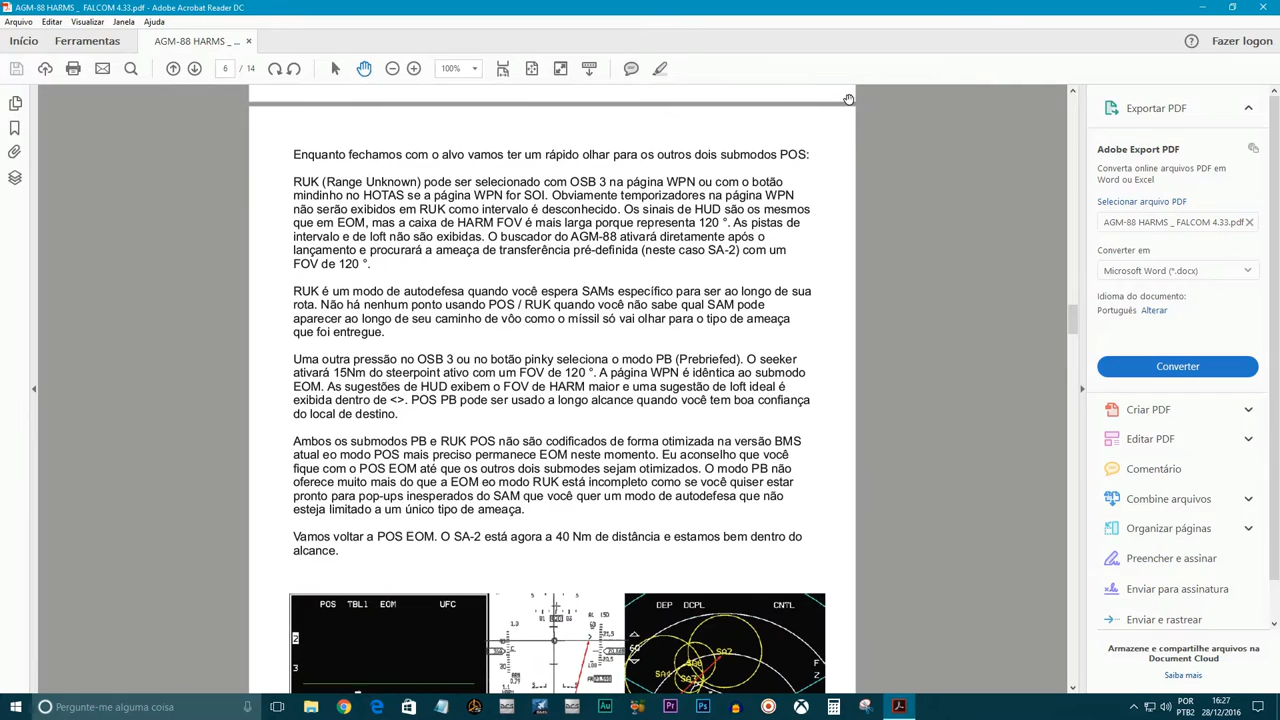 AGM-88 HARMS _ FALCOM 4.33.pdf - Adobe Acrobat Reader DC
Arquivo Editar Visualizar Janela Ajuda
Início Ferramentas AGM-88 HARMS _ ... × Fazer logon
6 / 14 100%
Enquanto fechamos com o alvo vamos ter um rápido olhar para os outros dois submodos POS:
RUK (Range Unknown) pode ser selecionado com OSB 3 na página WPN ou com o botão
mindinho no HOTAS se a página WPN for SOI. Obviamente temporizadores na página WPN
não serão exibidos em RUK como intervalo é desconhecido. Os sinais de HUD são os mesmos
que em EOM, mas a caixa de HARM FOV é mais larga porque representa 120 °. As pistas de
intervalo e de loft não são exibidas. O buscador do AGM-88 ativará diretamente após o
lançamento e procurará a ameaça de transferência pré-definida (neste caso SA-2) com um
FOV de 120 °.
RUK é um modo de autodefesa quando você espera SAMs específico para ser ao longo de sua
rota. Não há nenhum ponto usando POS / RUK quando você não sabe qual SAM pode
aparecer ao longo de seu caminho de vôo como o míssil só vai olhar para o tipo de ameaça
que foi entregue.
Uma outra pressão no OSB 3 ou no botão pinky seleciona o modo PB (Prebriefed). O seeker
ativará 15Nm do steerpoint ativo com um FOV de 120 °. A página WPN é idêntica ao submodo
EOM. As sugestões de HUD exibem o FOV de HARM maior e uma sugestão de loft ideal é
exibida dentro de <>. POS PB pode ser usado a longo alcance quando você tem boa confiança
do local de destino.
Ambos os submodos PB e RUK POS não são codificados de forma otimizada na versão BMS
atual eo modo POS mais preciso permanece EOM neste momento. Eu aconselho que você
fique com o POS EOM até que os outros dois submodes sejam otimizados. O modo PB não
oferece muito mais do que a EOM eo modo RUK está incompleto como se você quiser estar
pronto para pop-ups inesperados do SAM que você quer um modo de autodefesa que não
esteja limitado a um único tipo de ameaça.
Vamos voltar a POS EOM. O SA-2 está agora a 40 Nm de distância e estamos bem dentro do
alcance.
POS TBL1 EOM UFC
2
3
DEP DCPL CNTL
SA2
Exportar PDF
Adobe Export PDF
Converta online arquivos PDF em
Word ou Excel
Selecionar arquivo PDF
AGM-88 HARMS _ FALCOM 4.33.pdf ×
Converter em
Microsoft Word (*.docx)
Idioma do documento:
Português Alterar
Converter
Criar PDF
Editar PDF
Comentário
Combine arquivos
Organizar páginas
Preencher e assinar
Enviar para assinatura
Enviar e rastrear
Armazene e compartilhe arquivos na
Document Cloud
Saiba mais
Pergunte-me alguma coisa
POR
PTB2
16:27
28/12/2016